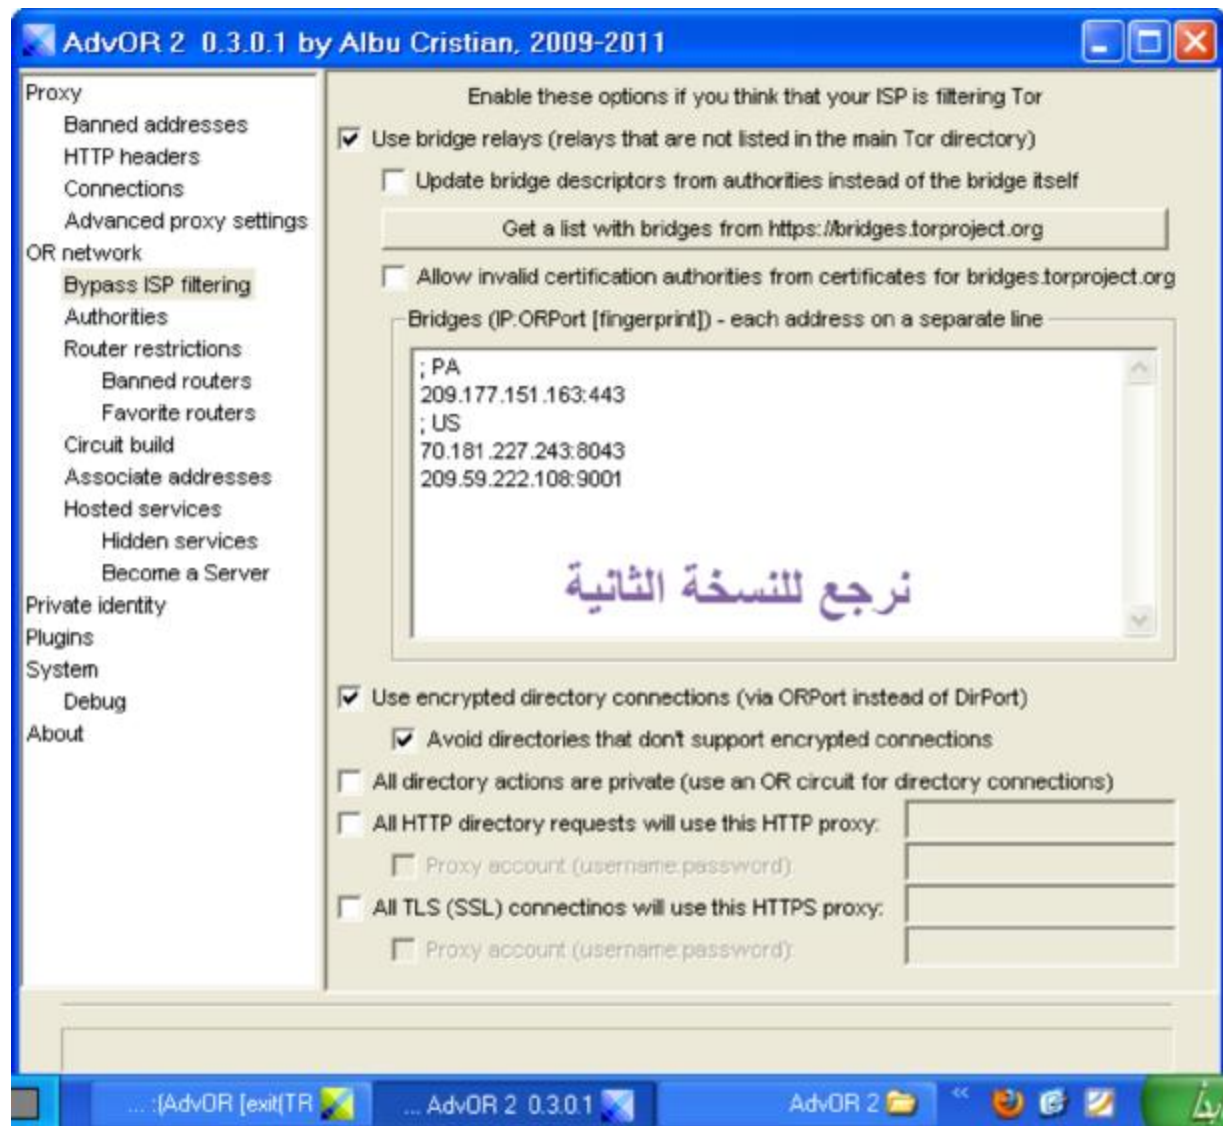 AdvOR 2 0.3.0.1 by Albu Cristian, 2009-2011
Proxy
Banned addresses
HTTP headers
Connections
Advanced proxy settings
OR network
Bypass ISP filtering
Authorities
Router restrictions
Banned routers
Favorite routers
Circuit build
Associate addresses
Hosted services
Hidden services
Become a Server
Private identity
Plugins
System
Debug
About
Enable these options if you think that your ISP is filtering Tor
Use bridge relays (relays that are not listed in the main Tor directory)
Update bridge descriptors from authorities instead of the bridge itself
Get a list with bridges from https://bridges.torproject.org
Allow invalid certification authorities from certificates for bridges.torproject.org
Bridges (IP:ORPort [fingerprint]) - each address on a separate line
; PA
209.177.151.163:443
; US
70.181.227.243:8043
209.59.222.108:9001
نرجع للنسخة الثانية
Use encrypted directory connections (via ORPort instead of DirPort)
Avoid directories that don't support encrypted connections
All directory actions are private (use an OR circuit for directory connections)
All HTTP directory requests will use this HTTP proxy:
Proxy account (username:password):
All TLS (SSL) connectinos will use this HTTPS proxy:
Proxy account (username:password):
... :(AdvOR [exit(TR
... AdvOR 2 0.3.0.1
AdvOR 2